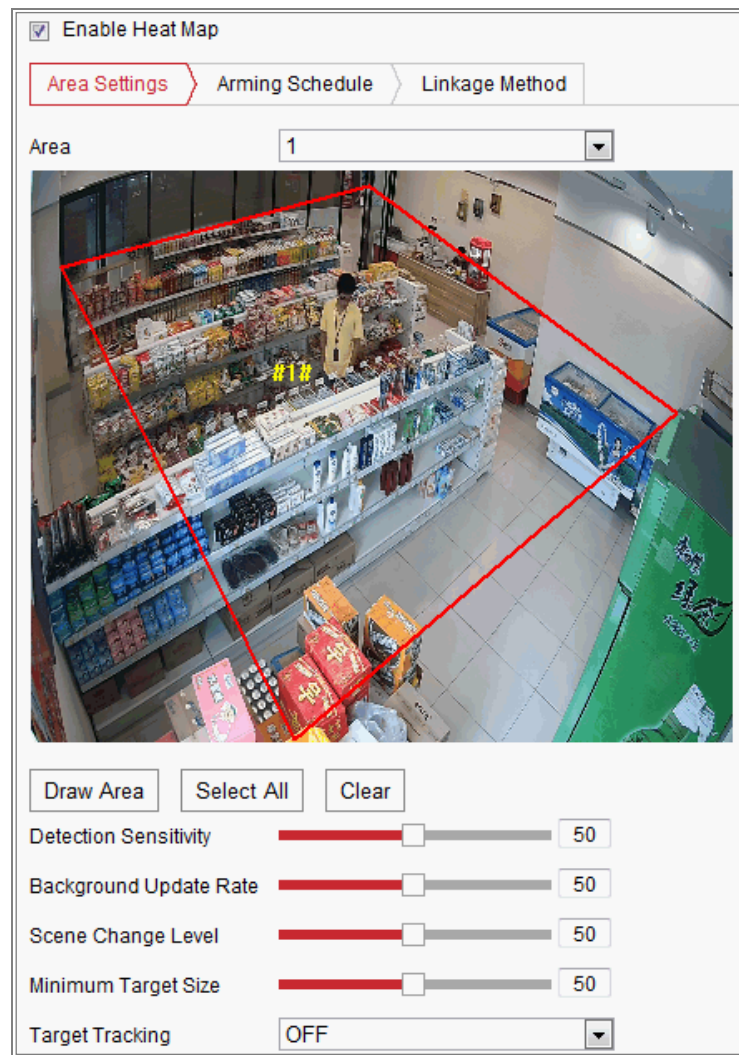 Enable Heat Map
Area Settings Arming Schedule Linkage Method
Area 1
#1#
Draw Area Select All Clear
Detection Sensitivity 50
Background Update Rate 50
Scene Change Level 50
Minimum Target Size 50
Target Tracking OFF